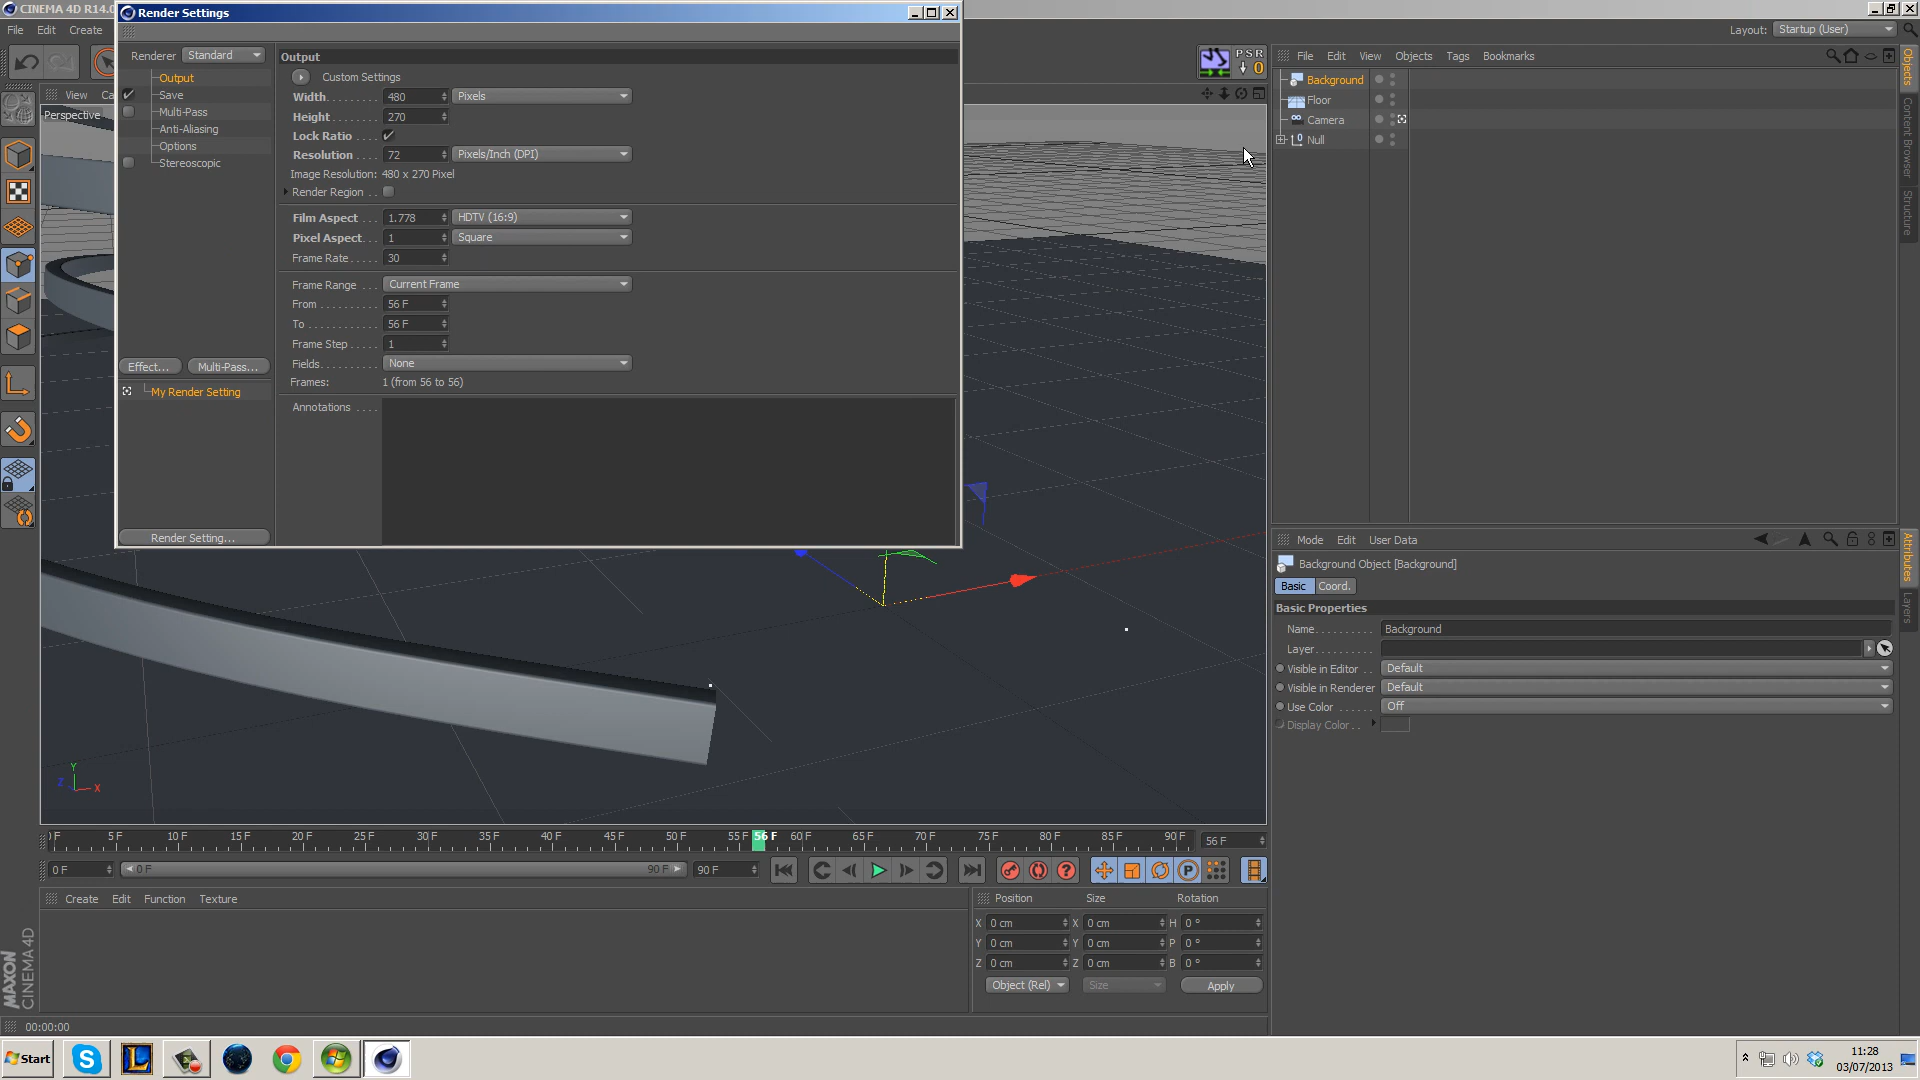 CINEMA 4D R14.0
Render Settings
File Edit Create
Layout: Startup (User)
Renderer Standard
Output
Save
Multi-Pass
Anti-Aliasing
Options
Stereoscopic
Effect... Multi-Pass...
My Render Setting
Render Setting...
Output
Custom Settings
Width 480 Pixels
Height 270
Lock Ratio
Resolution 72 Pixels/Inch (DPI)
Image Resolution: 480 x 270 Pixel
Render Region
Film Aspect 1.778 HDTV (16:9)
Pixel Aspect 1 Square
Frame Rate 30
Frame Range Current Frame
From 56 F
To 56 F
Frame Step 1
Fields None
Frames: 1 (from 56 to 56)
Annotations
View
Perspective
PSR
0
File Edit View Objects Tags Bookmarks
Background
Floor
Camera
Null
Objects
Content Browser
Structure
Mode Edit User Data
Background Object [Background]
Basic Coord.
Basic Properties
Name Background
Layer
Visible in Editor Default
Visible in Renderer Default
Use Color Off
Display Color
Attributes
Layers
Y
Z X
5 F 10 F 15 F 20 F 25 F 30 F 35 F 40 F 45 F 50 F 55 F 56 F 60 F 65 F 70 F 75 F 80 F 85 F 90 F 56 F
0 F 0 F 90 F 90 F
Create Edit Function Texture
Position Size Rotation
X 0 cm X 0 cm H 0 °
Y 0 cm Y 0 cm P 0 °
Z 0 cm Z 0 cm B 0 °
Object (Rel) Size Apply
MAXON
CINEMA 4D
00:00:00
Start
11:28
03/07/2013